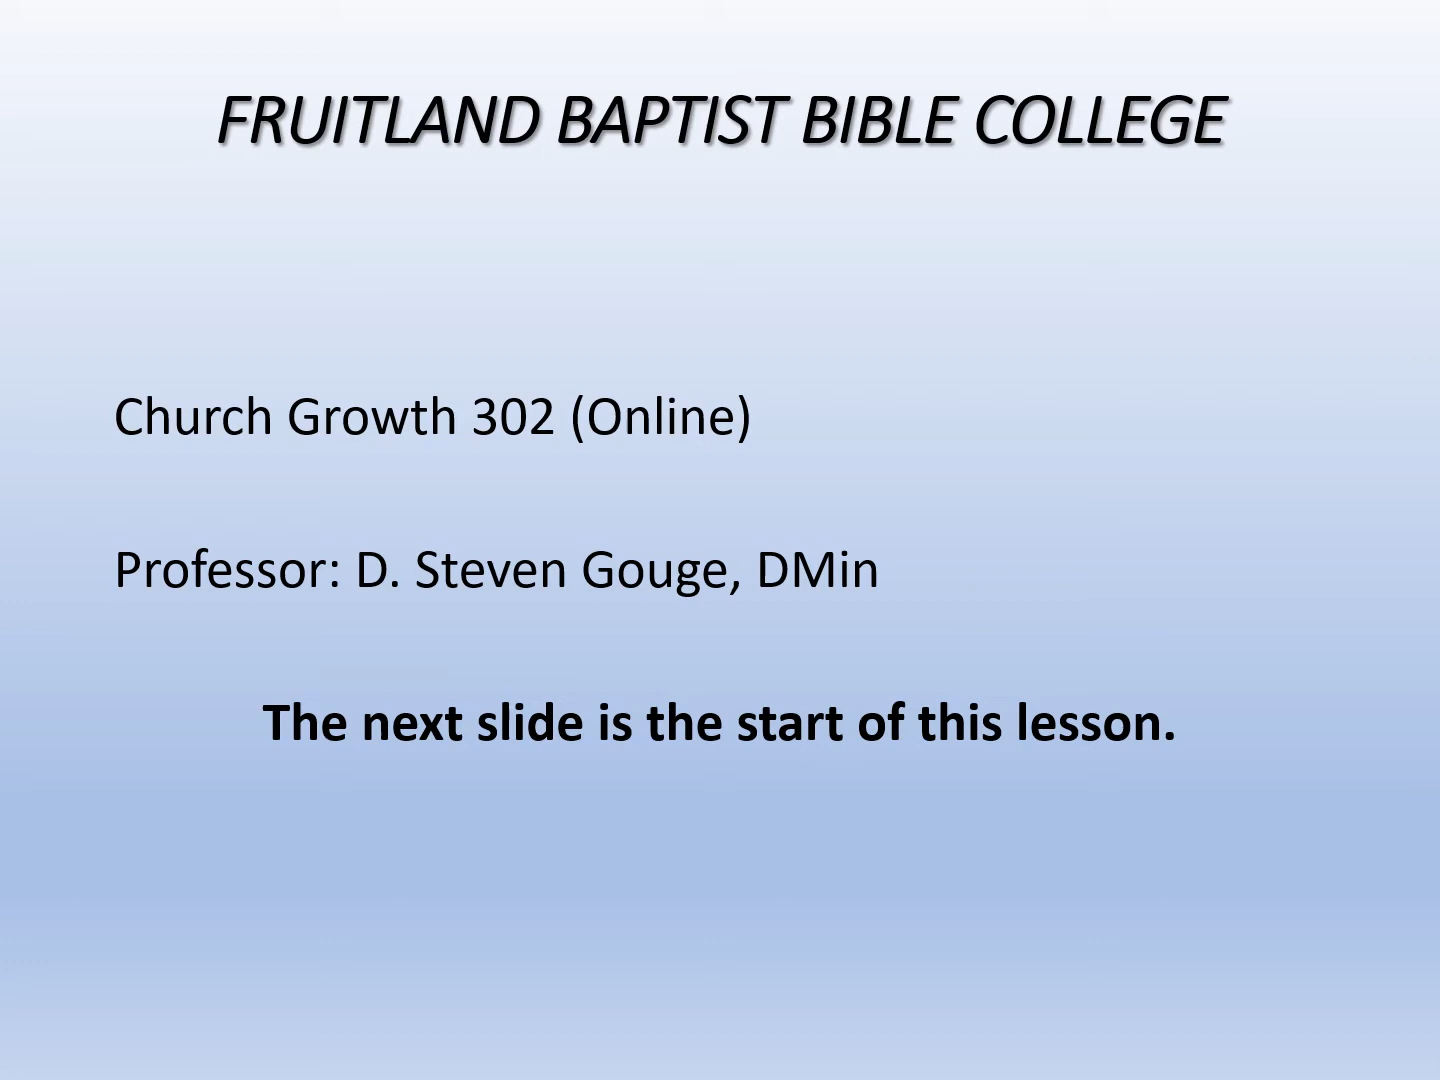 FRUITLAND BAPTIST BIBLE COLLEGE
Church Growth 302 (Online)
Professor: D. Steven Gouge, DMin
The next slide is the start of this lesson.